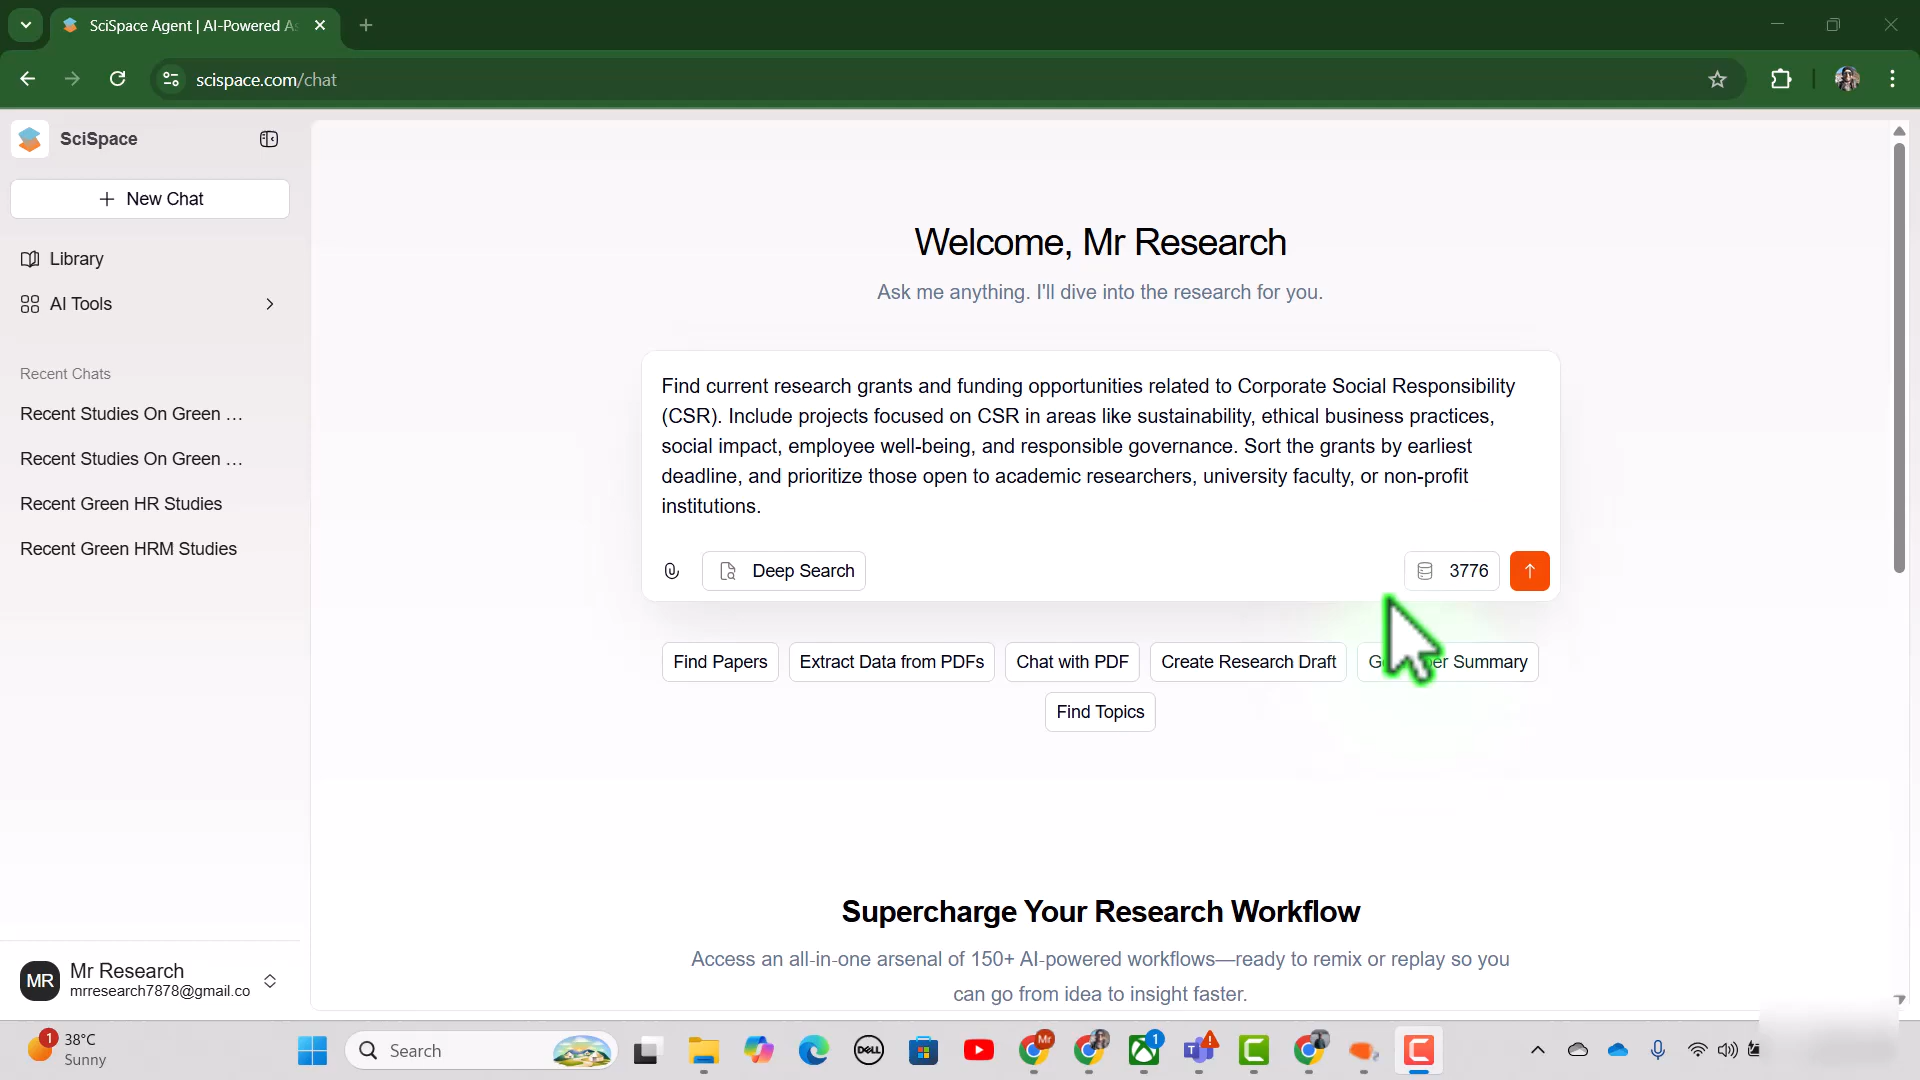 SciSpace Agent | AI-Powered As
scispace.com/chat
SciSpace
New Chat
Library
AI Tools
Recent Chats
Recent Studies On Green ...
Recent Studies On Green ...
Recent Green HR Studies
Recent Green HRM Studies
MR
Mr Research
mrresearch7878@gmail.co
Welcome, Mr Research
Ask me anything. I'll dive into the research for you.
Find current research grants and funding opportunities related to Corporate Social Responsibility
(CSR). Include projects focused on CSR in areas like sustainability, ethical business practices,
social impact, employee well-being, and responsible governance. Sort the grants by earliest
deadline, and prioritize those open to academic researchers, university faculty, or non-profit
institutions.
Deep Search
3776
Find Papers
Extract Data from PDFs
Chat with PDF
Create Research Draft
Summary
Find Topics
Supercharge Your Research Workflow
Access an all-in-one arsenal of 150+ AI-powered workflows—ready to remix or replay so you
can go from idea to insight faster.
1
38°C
Sunny
Search
DELL
Mr
1